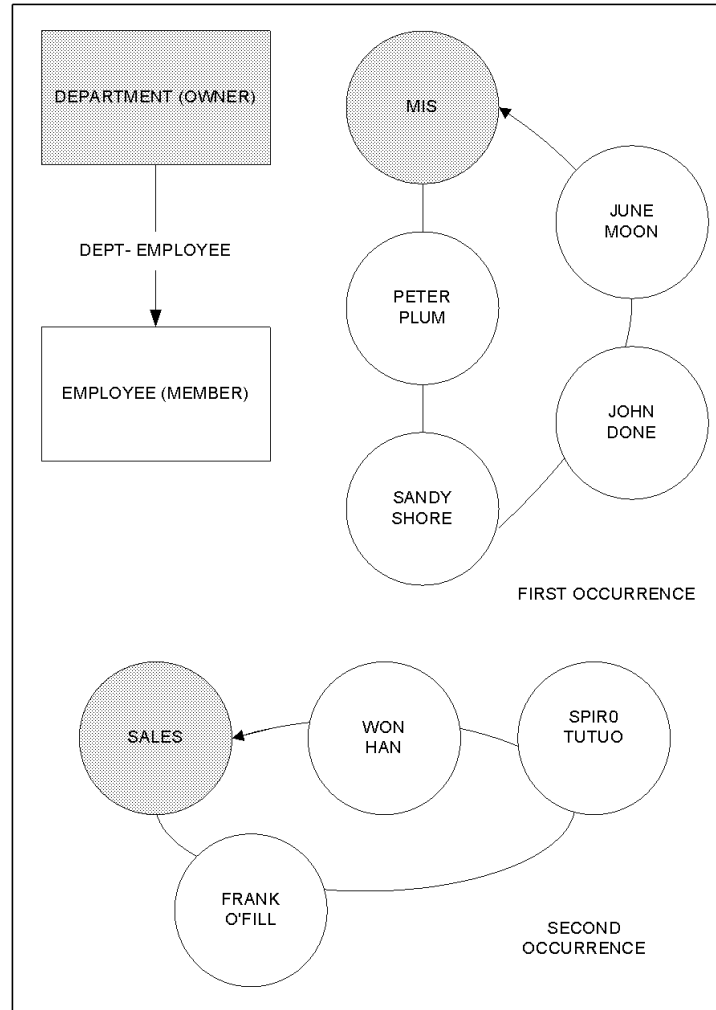 DEPARTMENT (OWNER)
DEPT- EMPLOYEE
EMPLOYEE (MEMBER)
MIS
JUNE
MOON
PETER
PLUM
JOHN
DONE
SANDY
SHORE
FIRST OCCURRENCE
SALES
WON
HAN
SPIR0
TUTUO
FRANK
O'FILL
SECOND
OCCURRENCE